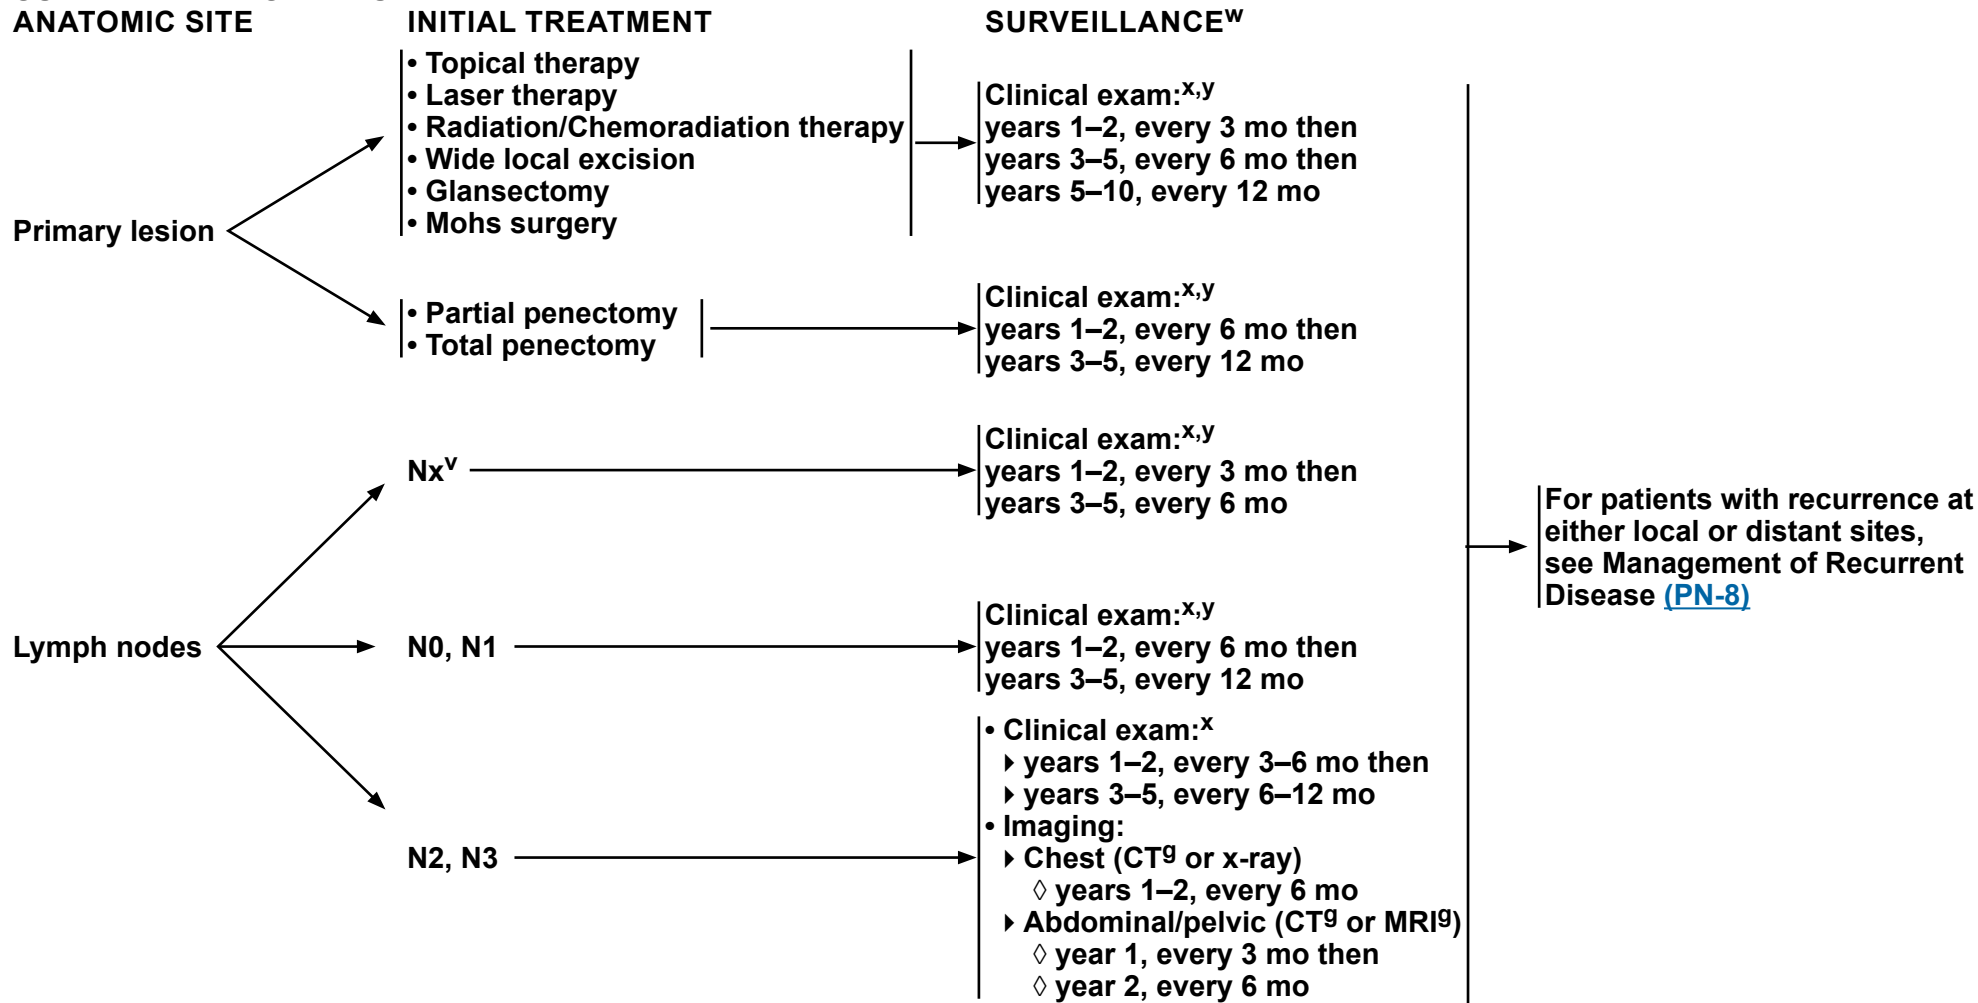 ANATOMIC SITE INITIAL TREATMENT SURVEILLANCEʷ
Primary lesion
• Topical therapy
• Laser therapy
• Radiation/Chemoradiation therapy
• Wide local excision
• Glansectomy
• Mohs surgery
Clinical exam:ˣ,ʸ
years 1–2, every 3 mo then
years 3–5, every 6 mo then
years 5–10, every 12 mo
• Partial penectomy
• Total penectomy
Clinical exam:ˣ,ʸ
years 1–2, every 6 mo then
years 3–5, every 12 mo
Lymph nodes
Nxᵛ
Clinical exam:ˣ,ʸ
years 1–2, every 3 mo then
years 3–5, every 6 mo
N0, N1
Clinical exam:ˣ,ʸ
years 1–2, every 6 mo then
years 3–5, every 12 mo
N2, N3
• Clinical exam:ˣ
years 1–2, every 3–6 mo then
years 3–5, every 6–12 mo
• Imaging:
Chest (CTᵍ or x-ray)
◊ years 1–2, every 6 mo
Abdominal/pelvic (CTᵍ or MRIᵍ)
◊ year 1, every 3 mo then
◊ year 2, every 6 mo
For patients with recurrence at
either local or distant sites,
see Management of Recurrent
Disease (PN-8)